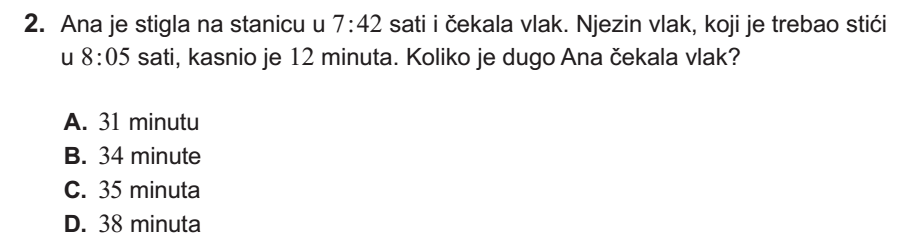 2. Ana je stigla na stanicu u 7:42 sati i čekala vlak. Njezin vlak, koji je trebao stići
u 8:05 sati, kasnio je 12 minuta. Koliko je dugo Ana čekala vlak?
A. 31 minutu
B. 34 minute
C. 35 minuta
D. 38 minuta